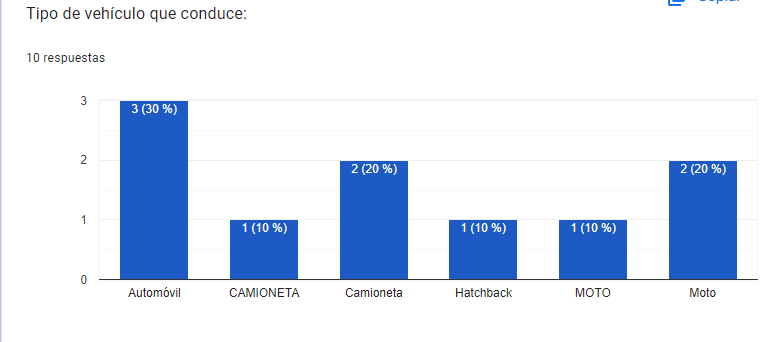 Tipo de vehículo que conduce:
10 respuestas
3
2
1
0
3 (30 %)
1 (10 %)
2 (20 %)
1 (10 %)
1 (10 %)
2 (20 %)
Automóvil
CAMIONETA
Camioneta
Hatchback
MOTO
Moto